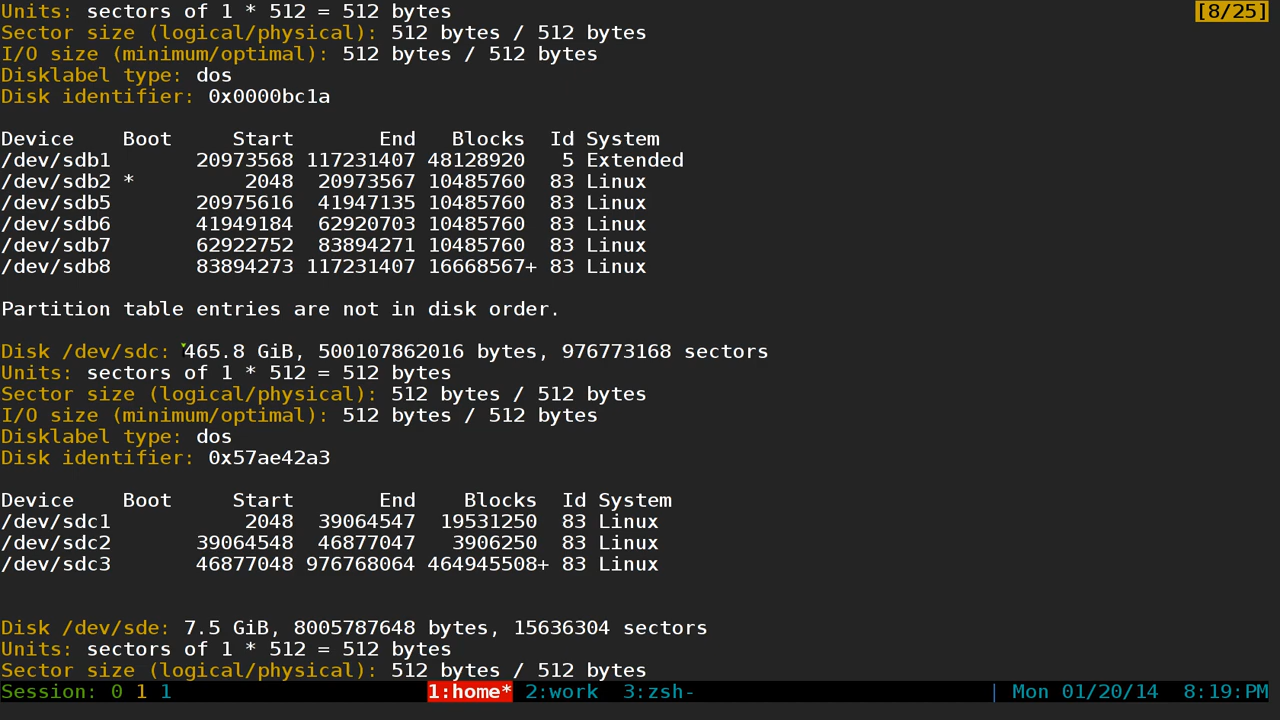 Units: sectors of 1 * 512 = 512 bytes [8/25]
Sector size (logical/physical): 512 bytes / 512 bytes
I/O size (minimum/optimal): 512 bytes / 512 bytes
Disklabel type: dos
Disk identifier: 0x0000bc1a
Device Boot Start End Blocks Id System
/dev/sdb1 20973568 117231407 48128920 5 Extended
/dev/sdb2 * 2048 20973567 10485760 83 Linux
/dev/sdb5 20975616 41947135 10485760 83 Linux
/dev/sdb6 41949184 62920703 10485760 83 Linux
/dev/sdb7 62922752 83894271 10485760 83 Linux
/dev/sdb8 83894273 117231407 16668567+ 83 Linux
Partition table entries are not in disk order.
Disk /dev/sdc: 465.8 GiB, 500107862016 bytes, 976773168 sectors
Units: sectors of 1 * 512 = 512 bytes
Sector size (logical/physical): 512 bytes / 512 bytes
I/O size (minimum/optimal): 512 bytes / 512 bytes
Disklabel type: dos
Disk identifier: 0x57ae42a3
Device Boot Start End Blocks Id System
/dev/sdc1 2048 39064547 19531250 83 Linux
/dev/sdc2 39064548 46877047 3906250 83 Linux
/dev/sdc3 46877048 976768064 464945508+ 83 Linux
Disk /dev/sde: 7.5 GiB, 8005787648 bytes, 15636304 sectors
Units: sectors of 1 * 512 = 512 bytes
Sector size (logical/physical): 512 bytes / 512 bytes
Session: 0 1 1 1:home* 2:work 3:zsh- | Mon 01/20/14 8:19:PM